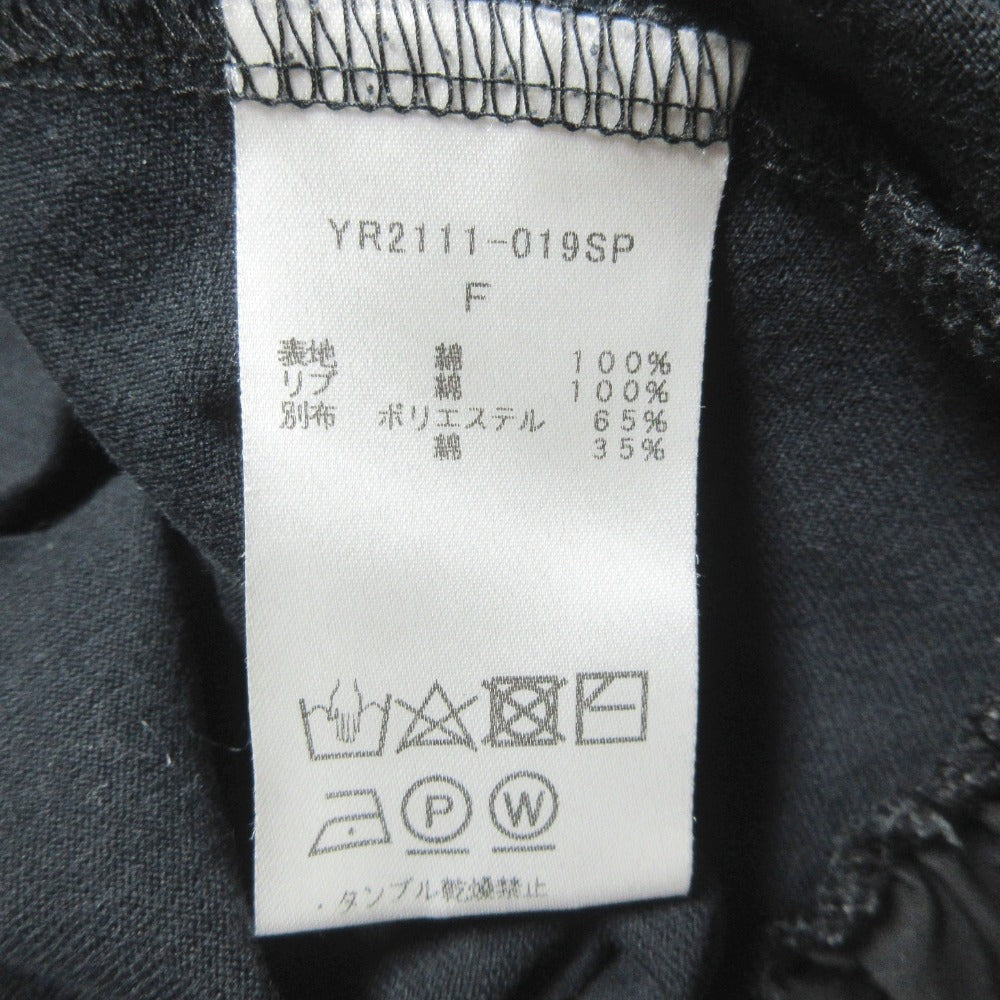 YR2111-019SP
F
表地 綿 100%
リブ 綿 100%
別布 ポリエステル 65%
綿 35%
P W
.タンブル乾燥禁止